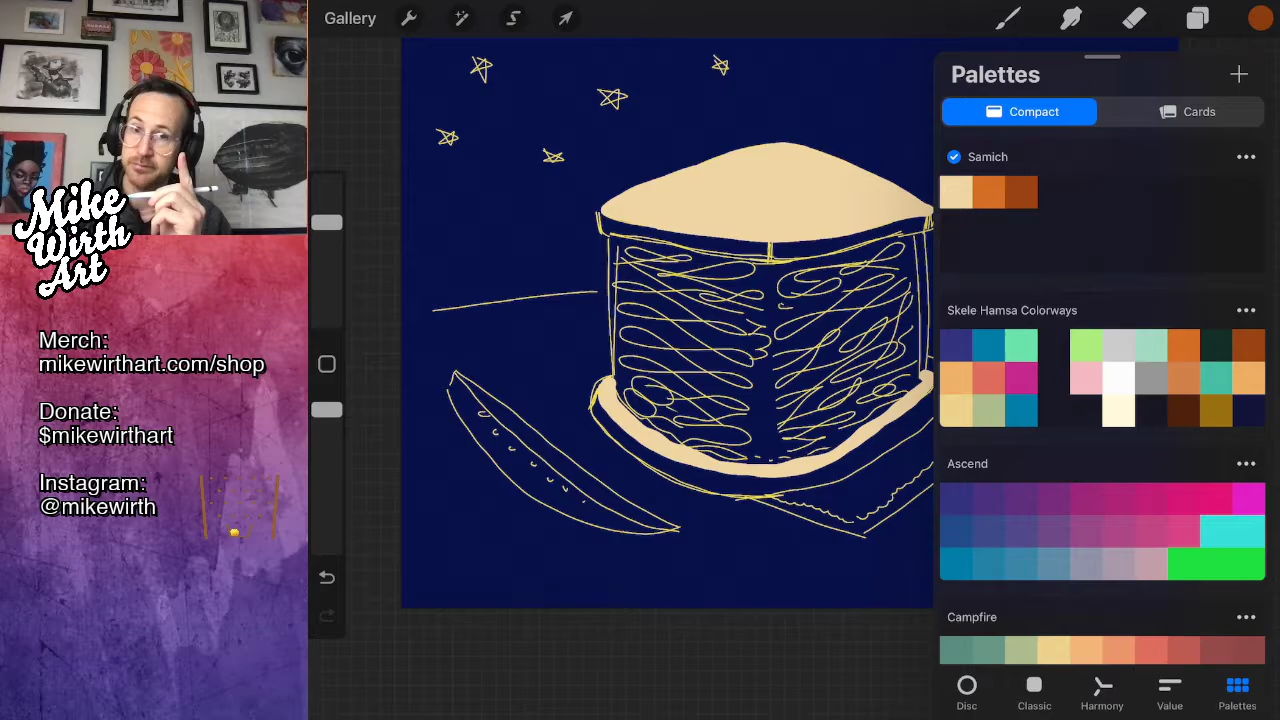 Gallery
Palettes
Compact
Cards
Samich
Skele Hamsa Colorways
Ascend
Campfire
Disc
Classic
Harmony
Value
Palettes
Mike
Wirth
Art
Merch:
mikewirthart.com/shop
Donate:
$mikewirthart
Instagram:
@mikewirth